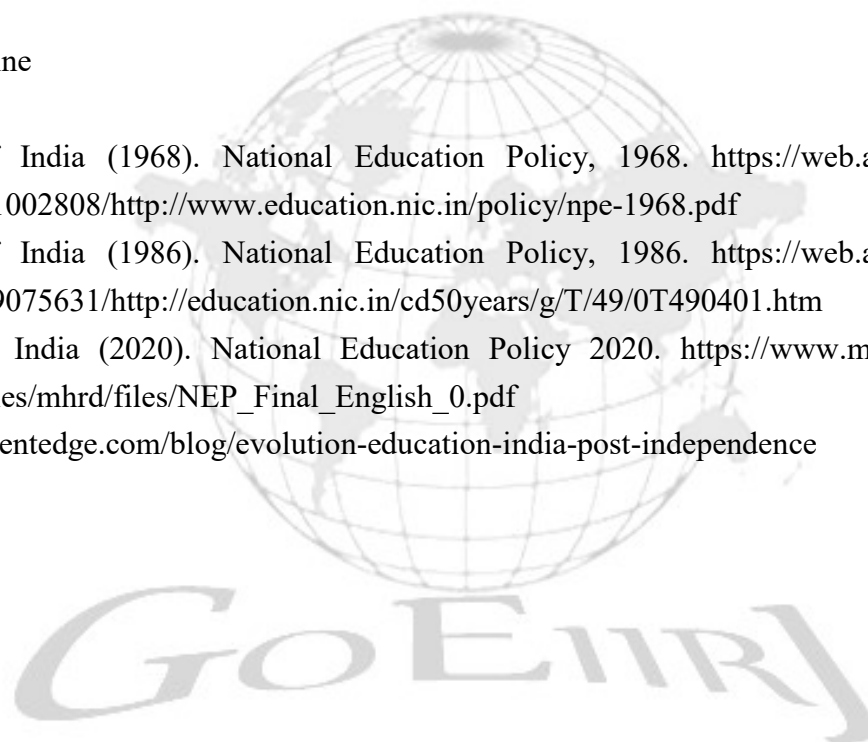 ne
India (1968). National Education Policy, 1968. https://web.a
002808/http://www.education.nic.in/policy/npe-1968.pdf
India (1986). National Education Policy, 1986. https://web.a
9075631/http://education.nic.in/cd50years/g/T/49/0T490401.htm
India (2020). National Education Policy 2020. https://www.m
es/mhrd/files/NEP_Final_English_0.pdf
entedge.com/blog/evolution-education-india-post-independence
GOEIIRJ